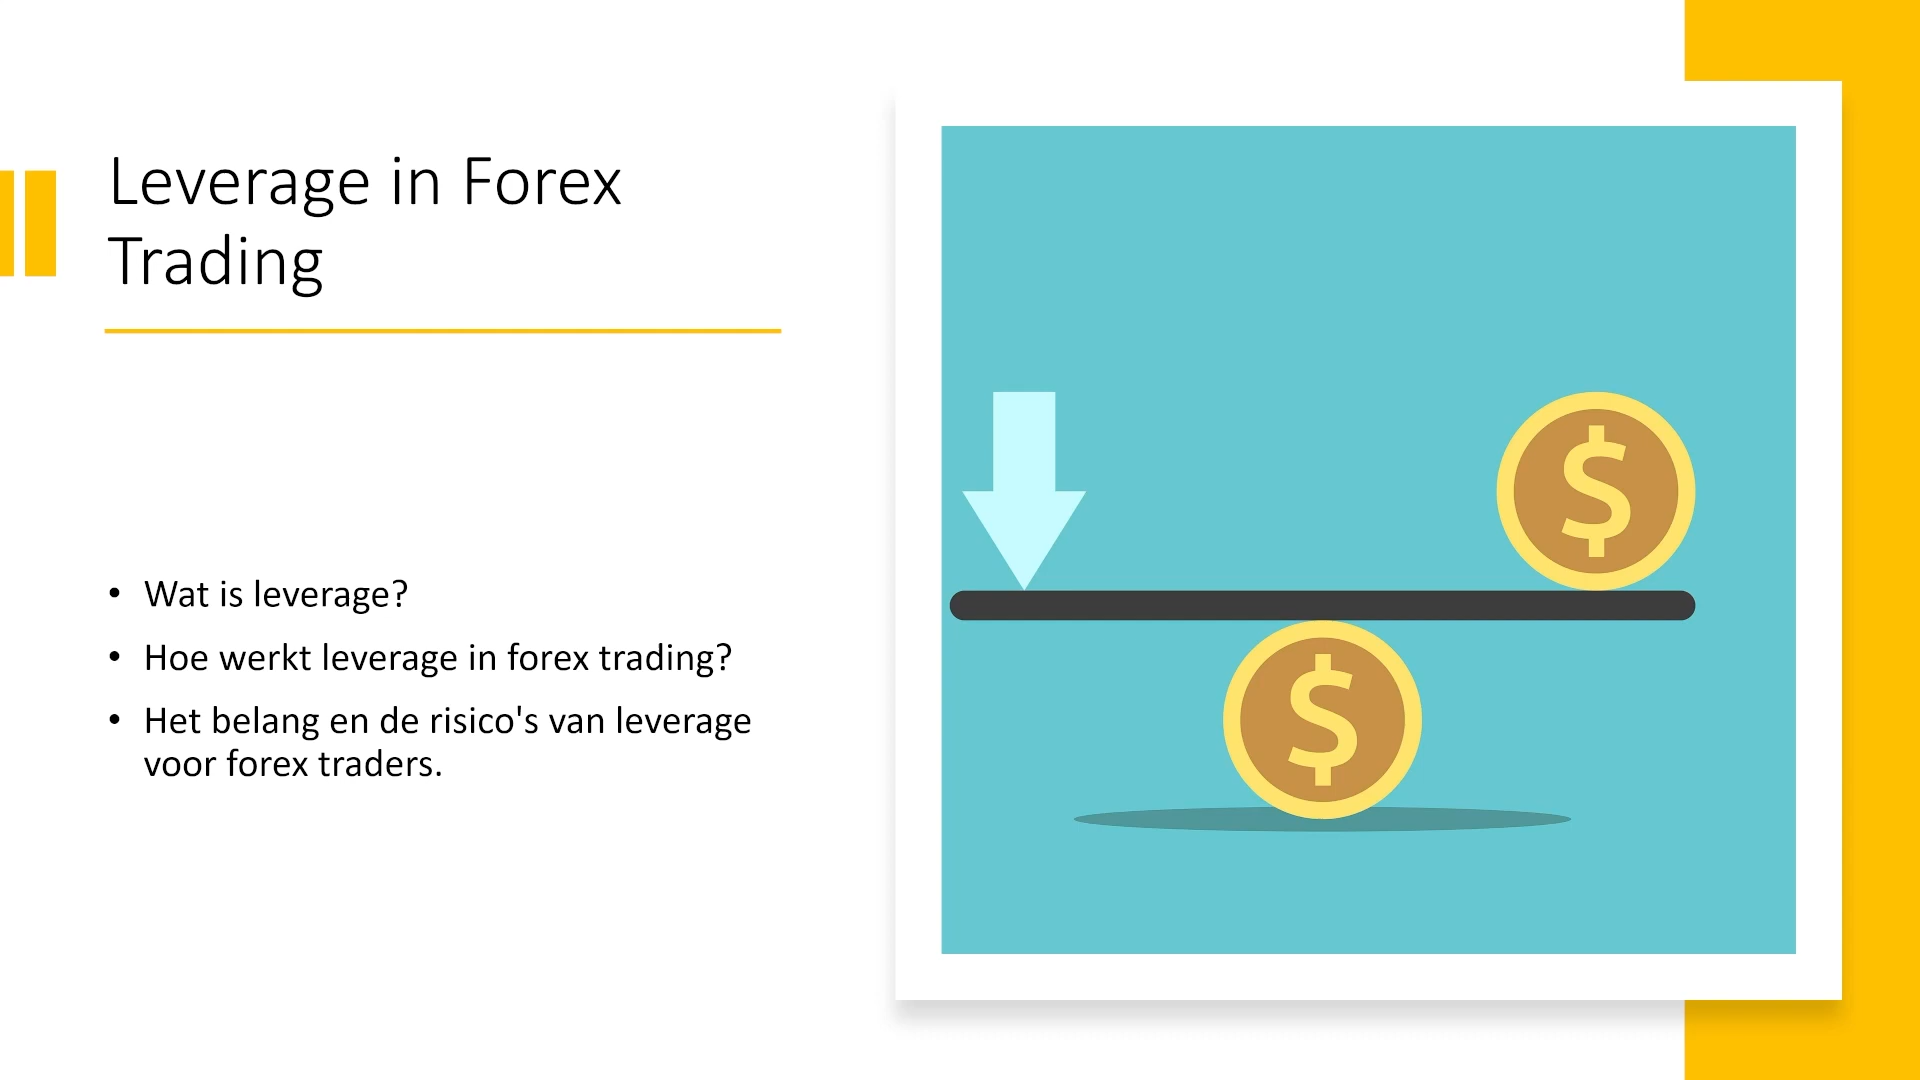 Leverage in Forex
Trading
• Wat is leverage?
• Hoe werkt leverage in forex trading?
• Het belang en de risico's van leverage
voor forex traders.
$
$